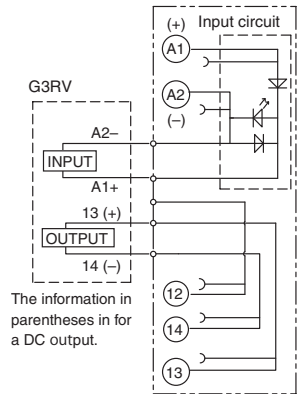 (+)
Input circuit
A1
G3RV
A2
(–)
A2–
INPUT
A1+
13 (+)
OUTPUT
14 (–)
12
The information in
parentheses in for
a DC output.
14
13